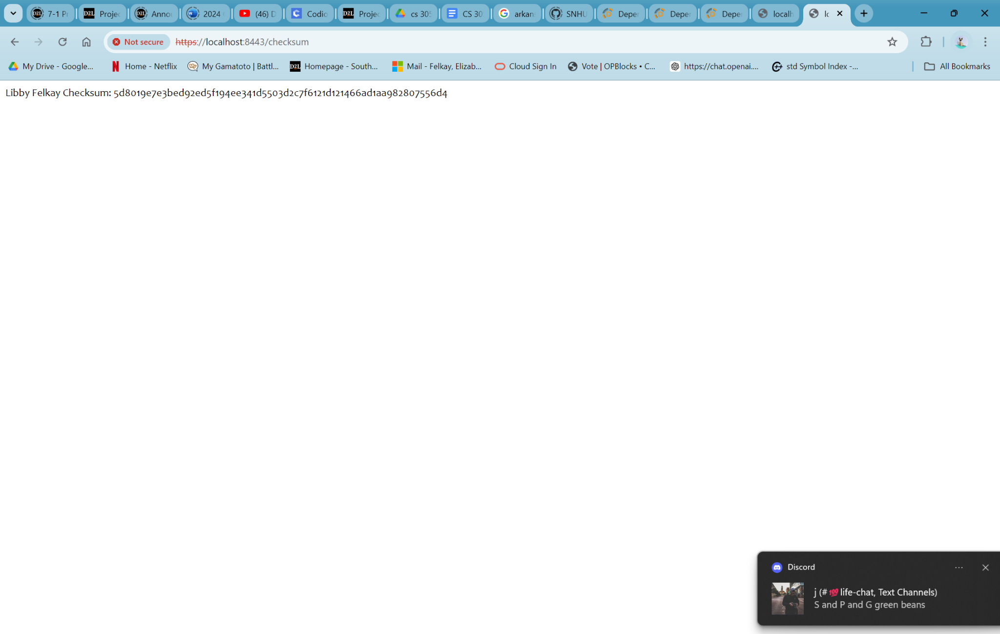 7-1 Pr
Projec
Annou
2024
(46) D
Codio
Projec
cs 305
CS 30
arkan
SNHU
Deper
Deper
Deper
localh
lc
Not secure https://localhost:8443/checksum
My Drive - Google...
Home - Netflix
My Gamatoto | Battl...
D2L
Homepage - South...
Mail - Felkay, Elizab...
Cloud Sign In
Vote | OPBlocks • C...
https://chat.openai....
std Symbol Index -...
All Bookmarks
Libby Felkay Checksum: 5d8019e7e3bed92ed5f194ee341d5503d2c7f6121d121466ad1aa982807556d4
Discord
j (#💯life-chat, Text Channels)
S and P and G green beans